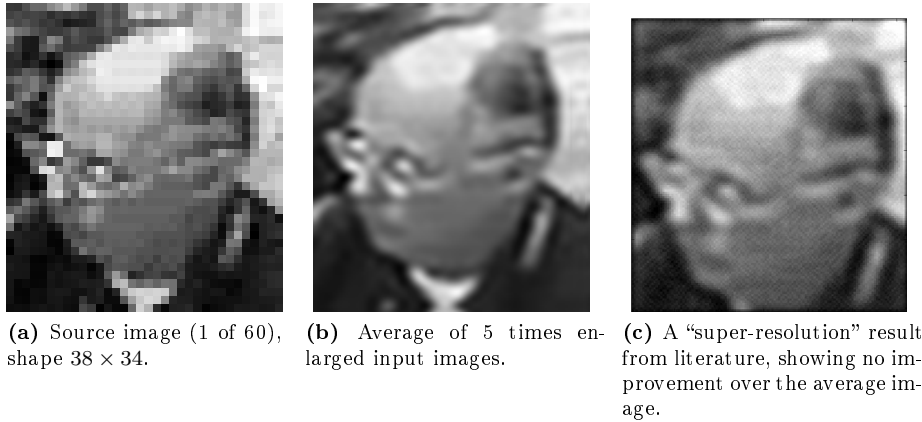 (a) Source image (1 of 60),
shape 38 × 34.
(b) Average of 5 times en-
larged input images.
(c) A “super-resolution” result
from literature, showing no im-
provement over the average im-
age.